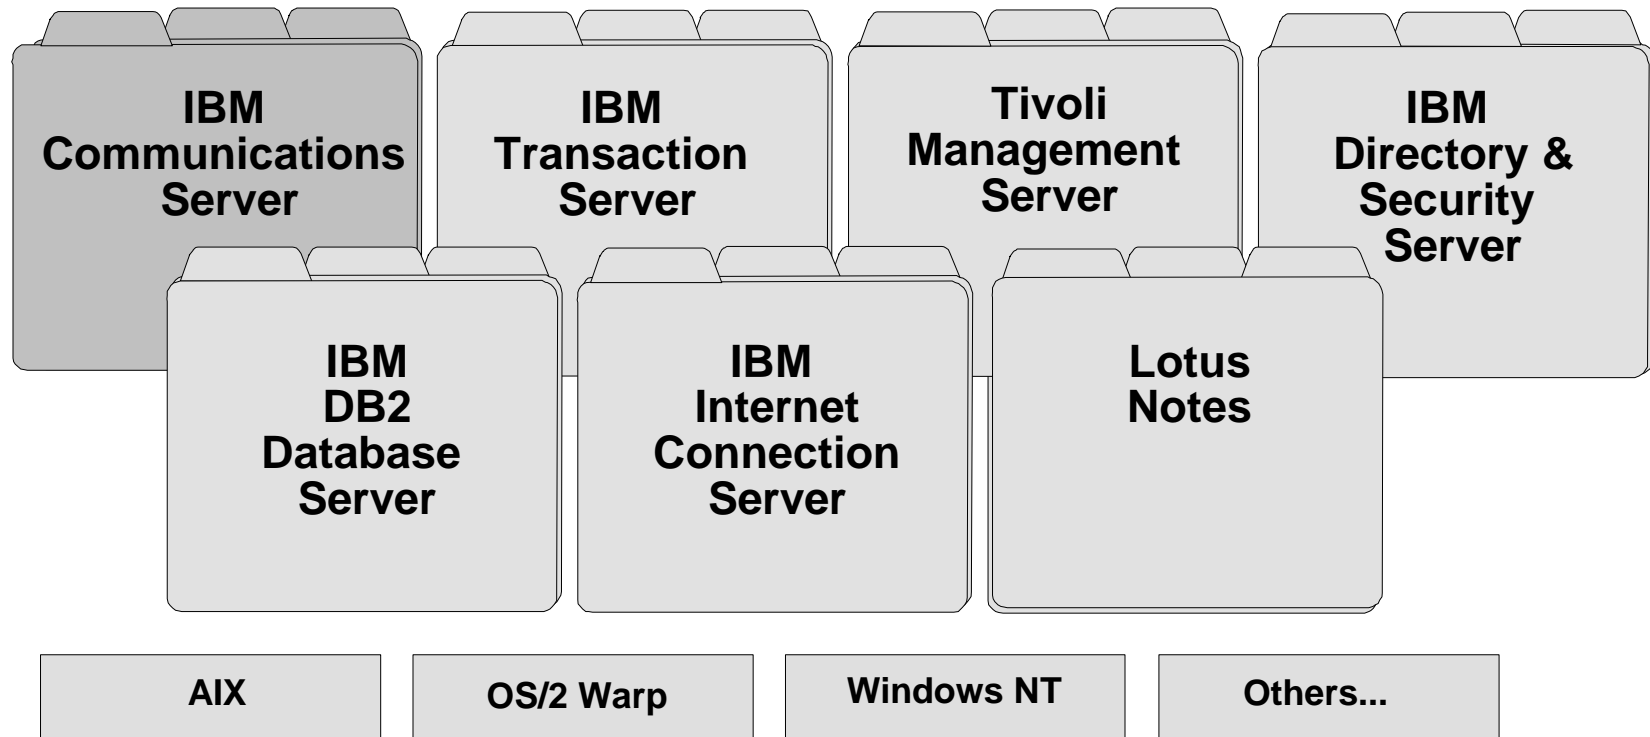 IBM
Communications
Server
IBM
Transaction
Server
Tivoli
Management
Server
IBM
Directory &
Security
Server
IBM
DB2
Database
Server
IBM
Internet
Connection
Server
Lotus
Notes
AIX
OS/2 Warp
Windows NT
Others...